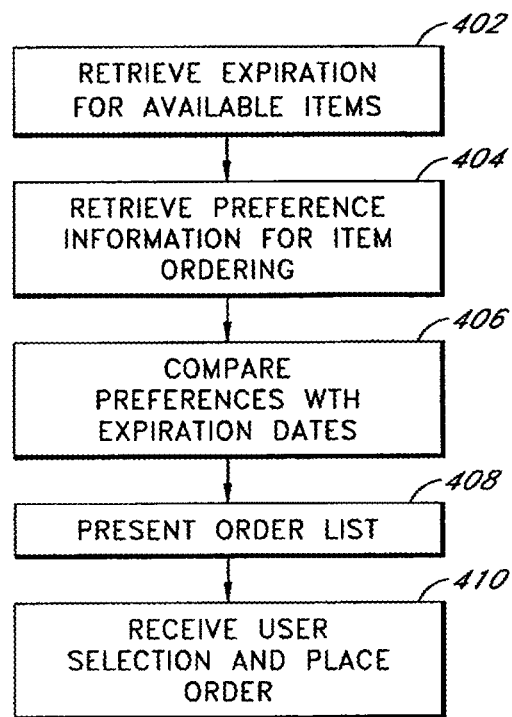 402
RETRIEVE EXPIRATION
FOR AVAILABLE ITEMS
404
RETRIEVE PREFERENCE
INFORMATION FOR ITEM
ORDERING
406
COMPARE
PREFERENCES WTH
EXPIRATION DATES
408
PRESENT ORDER LIST
410
RECEIVE USER
SELECTION AND PLACE
ORDER